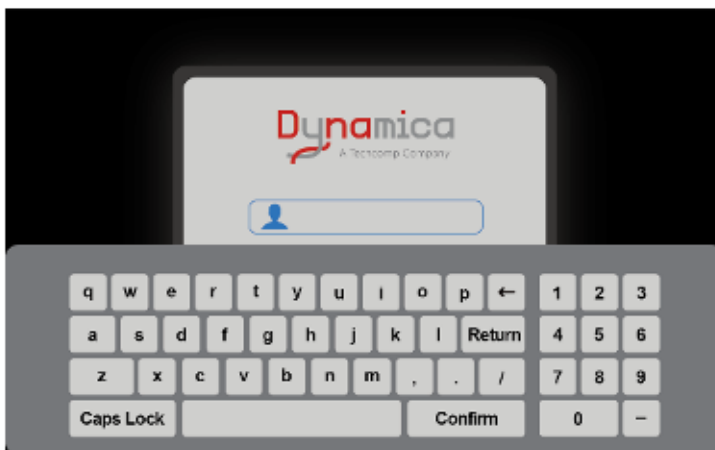 Dynamica
A Techcomp Company
q w e r t y u i o p ← 1 2 3
a s d f g h j k l Return 4 5 6
z x c v b n m , . / 7 8 9
Caps Lock Confirm 0 –